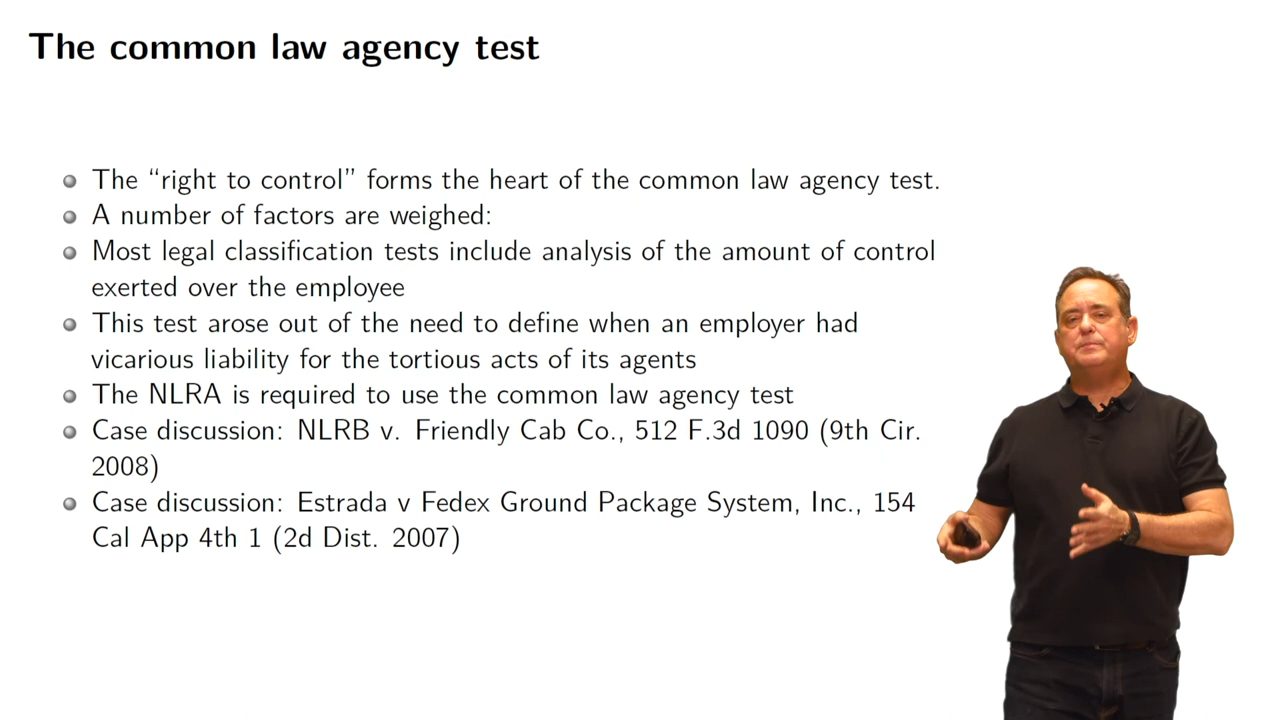 The common law agency test
The “right to control” forms the heart of the common law agency test.
A number of factors are weighed:
Most legal classification tests include analysis of the amount of control
exerted over the employee
This test arose out of the need to define when an employer had
vicarious liability for the tortious acts of its agents
The NLRA is required to use the common law agency test
Case discussion: NLRB v. Friendly Cab Co., 512 F.3d 1090 (9th Cir.
2008)
Case discussion: Estrada v Fedex Ground Package System, Inc., 154
Cal App 4th 1 (2d Dist. 2007)